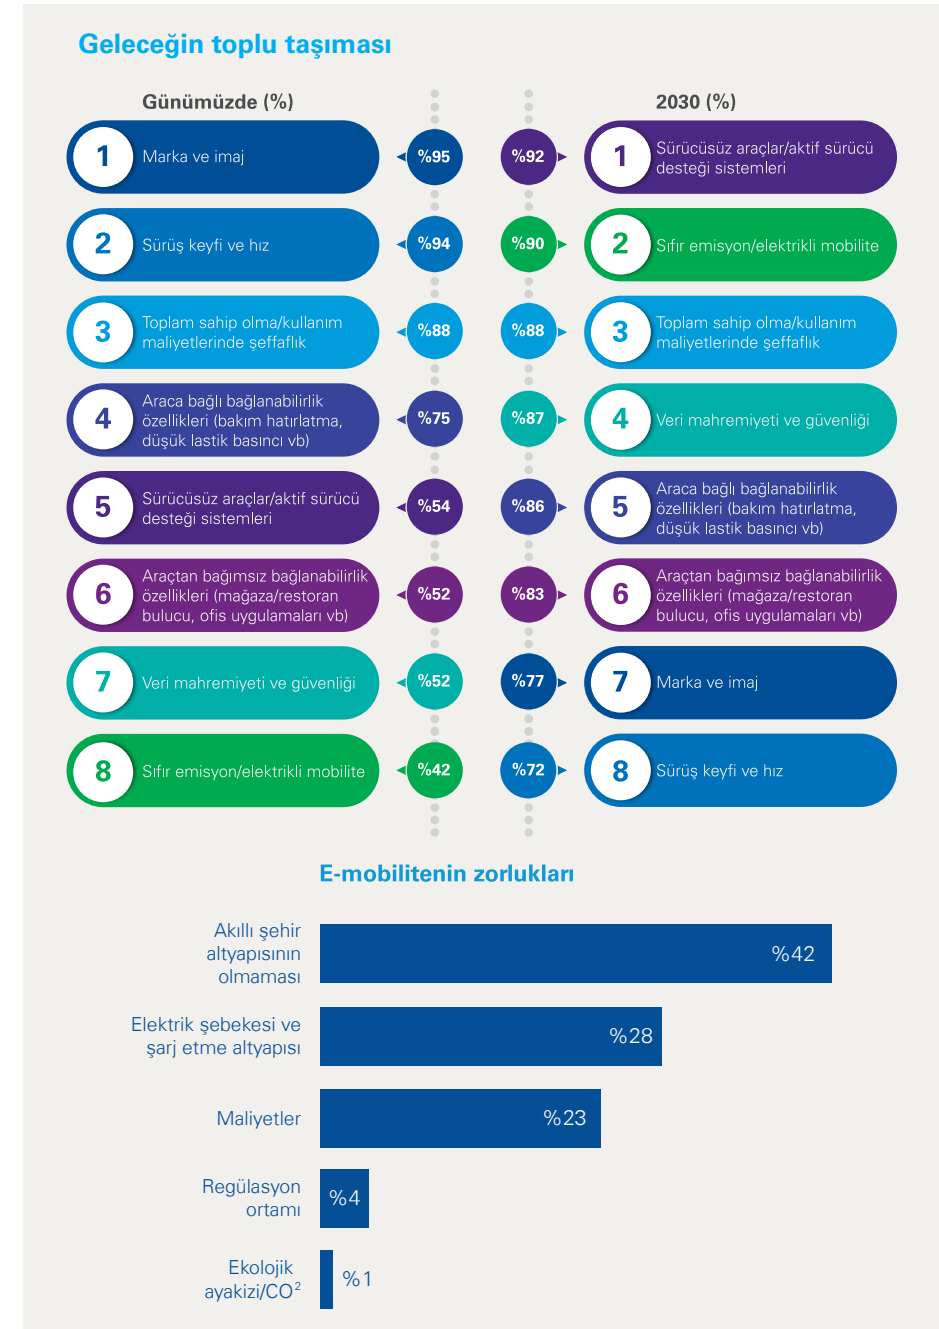 Geleceğin toplu taşıması
Günümüzde (%)
2030 (%)
1
Marka ve imaj
%95
%92
1
Sürücüsüz araçlar/aktif sürücü
desteği sistemleri
2
Sürüş keyfi ve hız
%94
%90
2
Sıfır emisyon/elektrikli mobilite
3
Toplam sahip olma/kullanım
maliyetlerinde şeffaflık
%88
%88
3
Toplam sahip olma/kullanım
maliyetlerinde şeffaflık
4
Araca bağlı bağlanabilirlik
özellikleri (bakım hatırlatma,
düşük lastik basıncı vb)
%75
%87
4
Veri mahremiyeti ve güvenliği
5
Sürücüsüz araçlar/aktif sürücü
desteği sistemleri
%54
%86
5
Araca bağlı bağlanabilirlik
özellikleri (bakım hatırlatma,
düşük lastik basıncı vb)
6
Araçtan bağımsız bağlanabilirlik
özellikleri (mağaza/restoran
bulucu, ofis uygulamaları vb)
%52
%83
6
Araçtan bağımsız bağlanabilirlik
özellikleri (mağaza/restoran
bulucu, ofis uygulamaları vb)
7
Veri mahremiyeti ve güvenliği
%52
%77
7
Marka ve imaj
8
Sıfır emisyon/elektrikli mobilite
%42
%72
8
Sürüş keyfi ve hız
E-mobilitenin zorlukları
Akıllı şehir
altyapısının
olmaması
%42
Elektrik şebekesi ve
şarj etme altyapısı
%28
Maliyetler
%23
Regülasyon
ortamı
%4
Ekolojik
ayakizi/CO²
%1